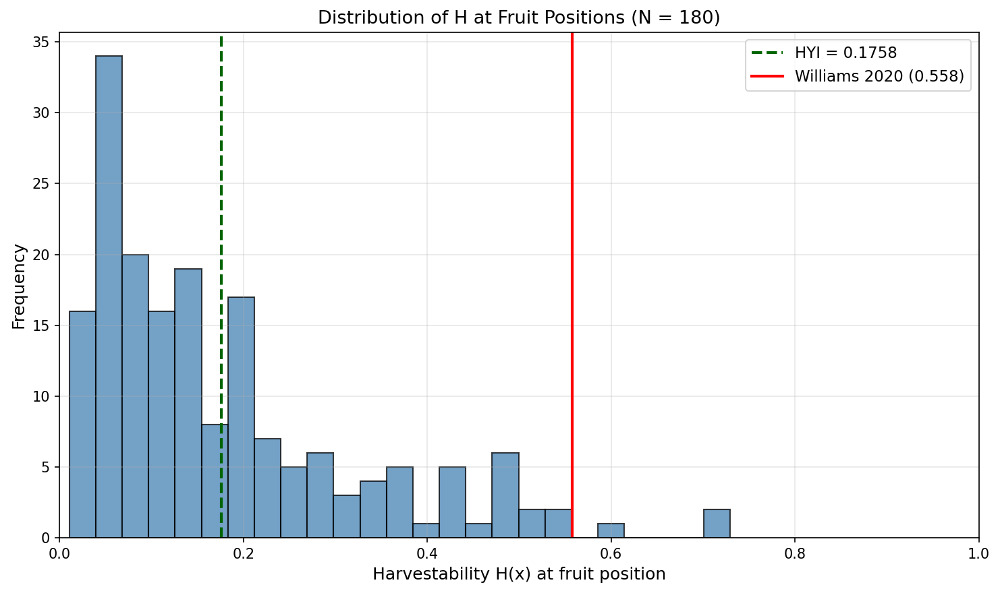 Distribution of H at Fruit Positions (N = 180)
HYI = 0.1758
Williams 2020 (0.558)
Frequency
35
30
25
20
15
10
5
0
0.0 0.2 0.4 0.6 0.8 1.0
Harvestability H(x) at fruit position